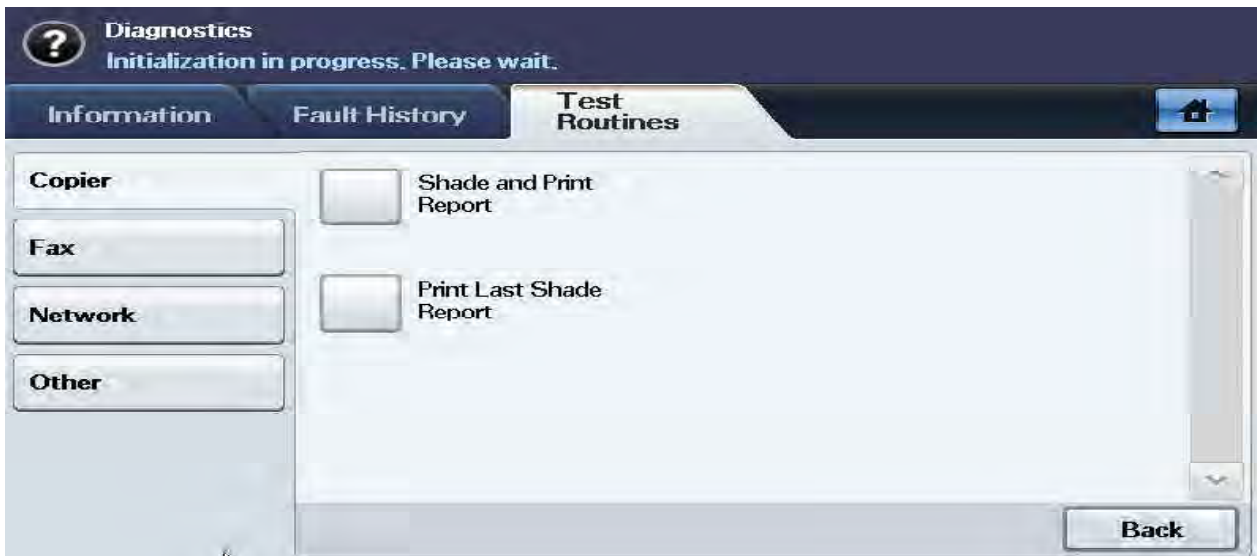 Diagnostics
Initialization in progress. Please wait.
Information
Fault History
Test
Routines
Copier
Fax
Network
Other
Shade and Print
Report
Print Last Shade
Report
Back